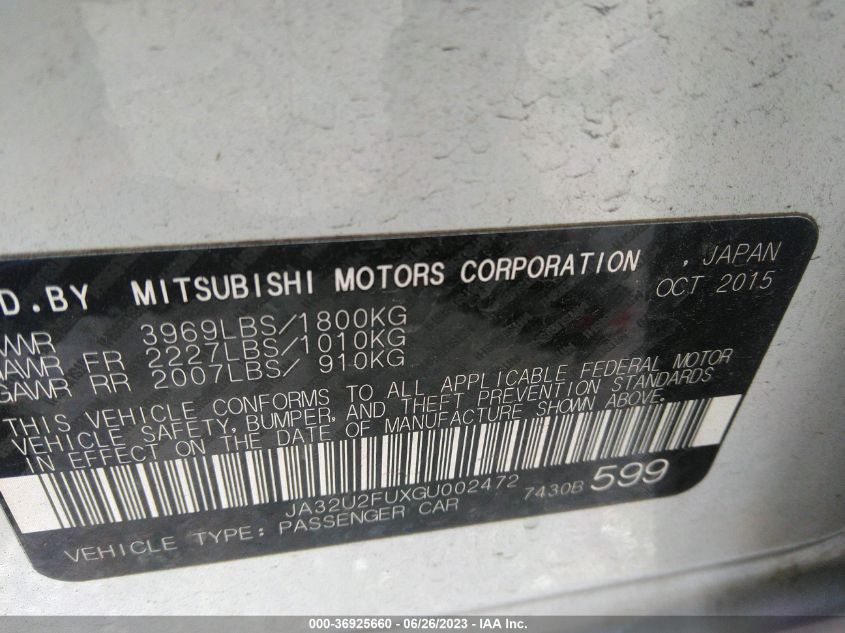 D.BY MITSUBISHI MOTORS CORPORATION , JAPAN
OCT 2015
WR 3969LBS/1800KG
AWR FR 2227LBS/1010KG
GAWR RR 2007LBS/ 910KG
THIS VEHICLE CONFORMS TO ALL APPLICABLE FEDERAL MOTOR
VEHICLE SAFETY, BUMPER, AND THEFT PREVENTION STANDARDS
IN EFFECT ON THE DATE OF MANUFACTURE SHOWN ABOVE.
JA32U2FUXGU002472 7430B 599
VEHICLE TYPE: PASSENGER CAR
000-36925660 - 06/26/2023 - IAA Inc.